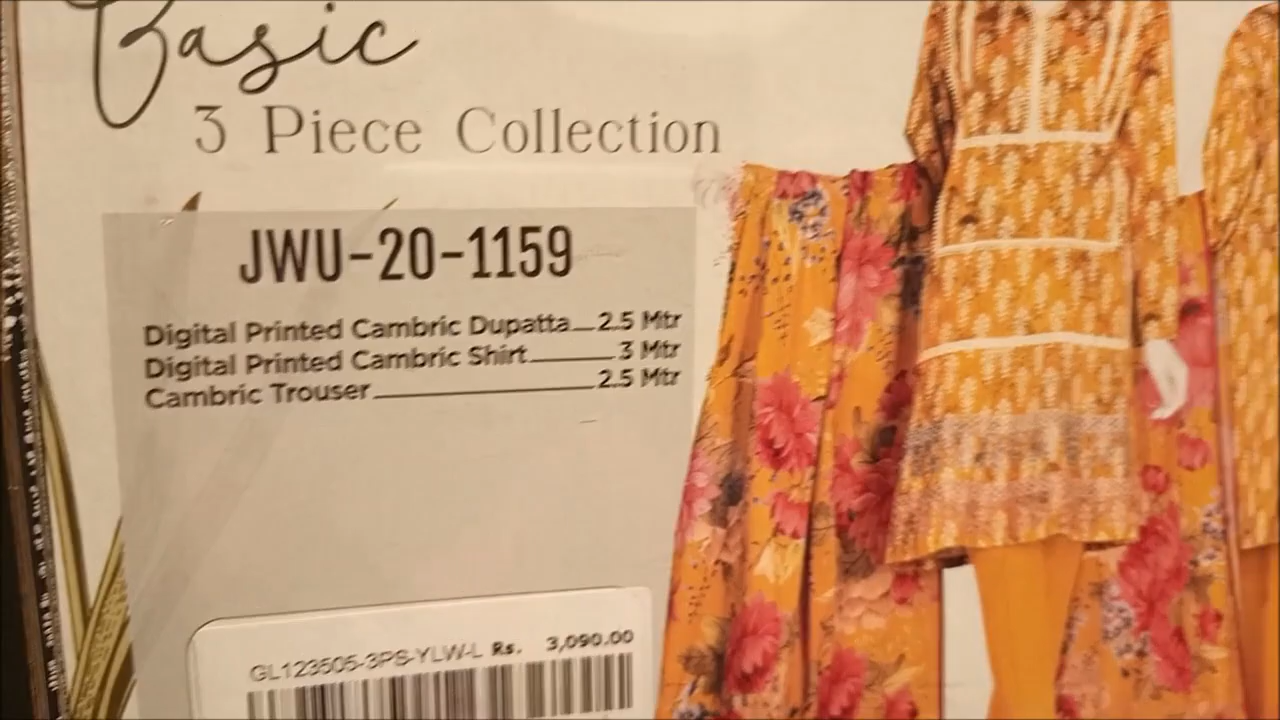 Basic
3 Piece Collection
JWU-20-1159
Digital Printed Cambric Dupatta 2.5 Mtr
Digital Printed Cambric Shirt 3 Mtr
Cambric Trouser 2.5 Mtr
GL123505-3PS-YLW-L Rs. 3,090.00